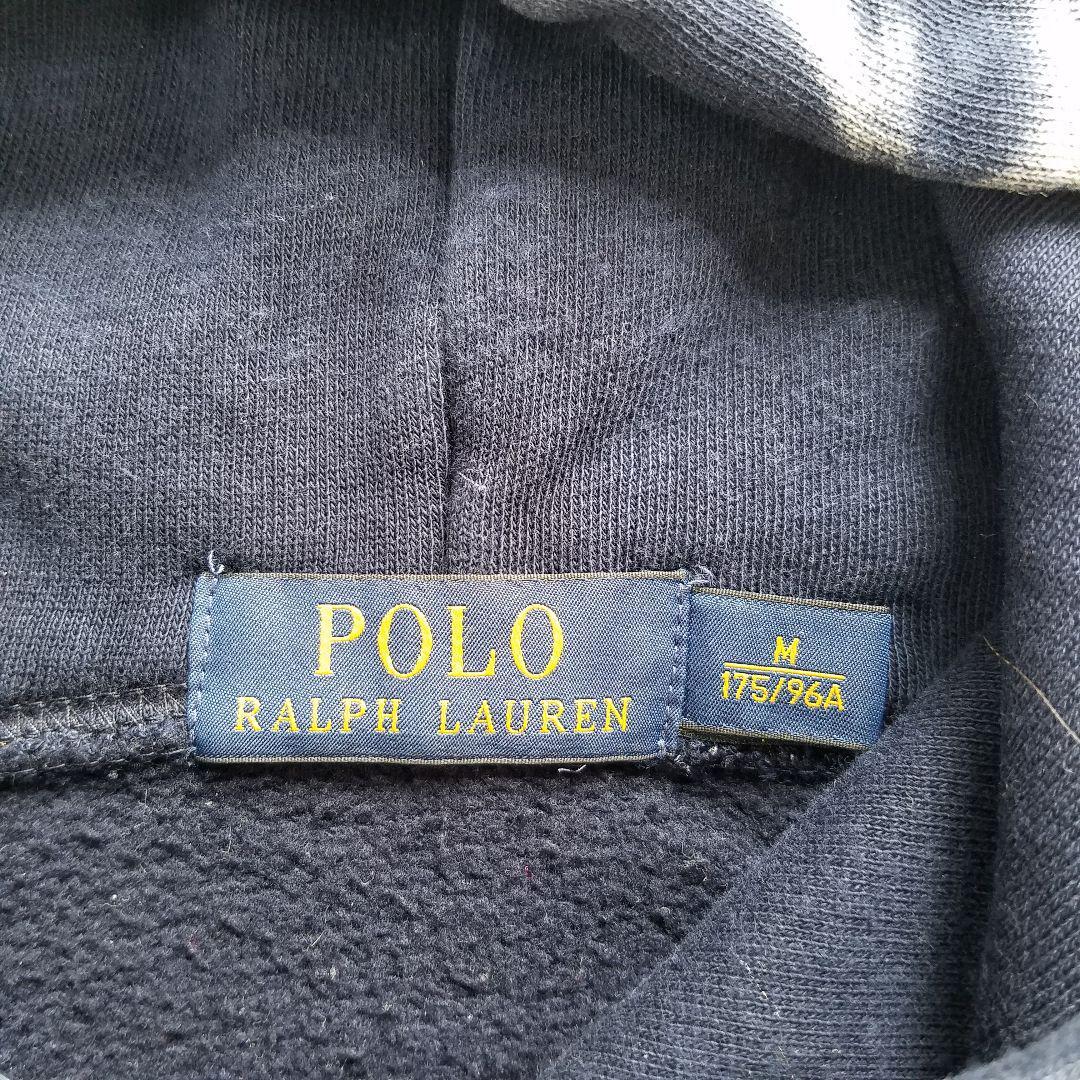 POLO
RALPH LAUREN
M
175/96A